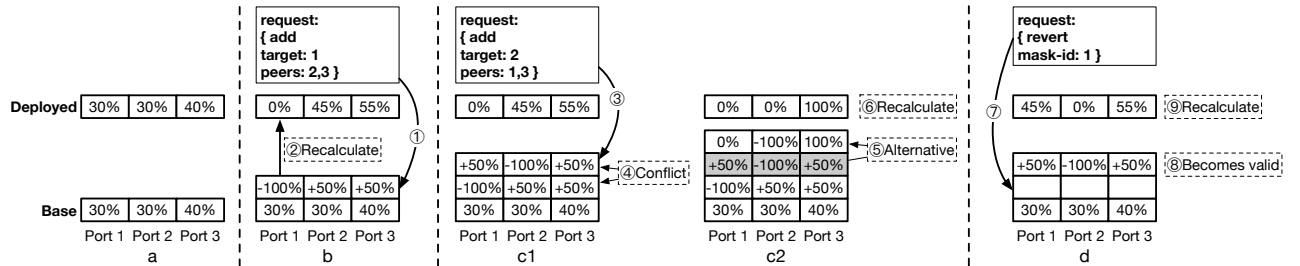 request:
{ add
target: 1
peers: 2,3 }
request:
{ add
target: 2
peers: 1,3 }
request:
{ revert
mask-id: 1 }
Deployed 30% 30% 40%
0% 45% 55%
0% 45% 55%
0% 0% 100%
⑥Recalculate
45% 0% 55%
⑨Recalculate
①
③
⑦
②Recalculate
0% -100% 100%
⑤Alternative
+50% -100% +50%
④Conflict
+50% -100% +50%
+50% -100% +50%
⑧Becomes valid
-100% +50% +50%
-100% +50% +50%
-100% +50% +50%
Base 30% 30% 40%
30% 30% 40%
30% 30% 40%
30% 30% 40%
30% 30% 40%
Port 1 Port 2 Port 3
Port 1 Port 2 Port 3
Port 1 Port 2 Port 3
Port 1 Port 2 Port 3
Port 1 Port 2 Port 3
a
b
c1
c2
d